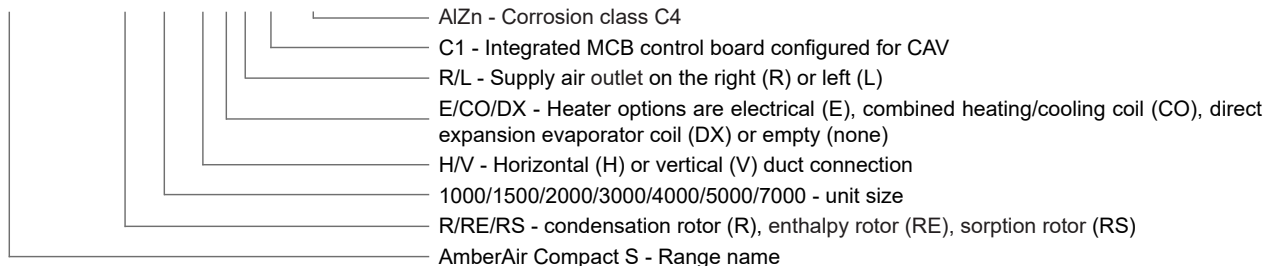 AlZn - Corrosion class C4
C1 - Integrated MCB control board configured for CAV
R/L - Supply air outlet on the right (R) or left (L)
E/CO/DX - Heater options are electrical (E), combined heating/cooling coil (CO), direct
expansion evaporator coil (DX) or empty (none)
H/V - Horizontal (H) or vertical (V) duct connection
1000/1500/2000/3000/4000/5000/7000 - unit size
R/RE/RS - condensation rotor (R), enthalpy rotor (RE), sorption rotor (RS)
AmberAir Compact S - Range name